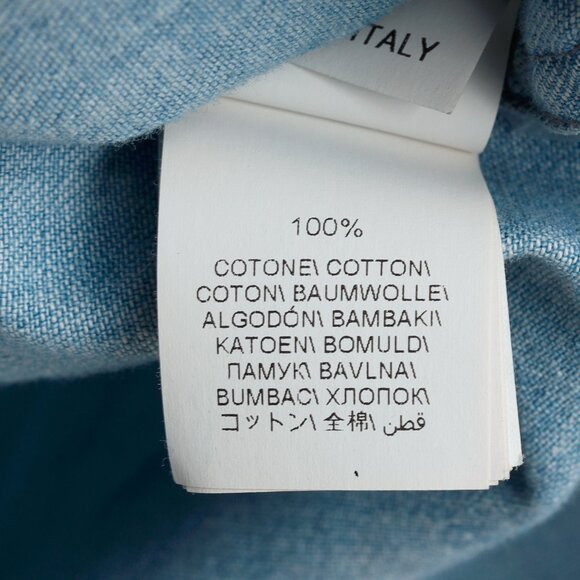 ITALY
100%
COTONE\ COTTON\
COTON\ BAUMWOLLE\
ALGODÓN\ BAMBAKI\
KATOEN\ BOMULD\
ПАМУК\ BAVLNA\
BUMBAC\ ХЛОПОК\
コットン\ 全棉\ قطن